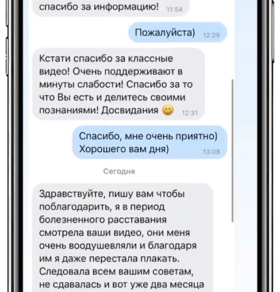 спасибо за информацию!
11:54
Пожалуйста)
12:29
Кстати спасибо за классные
видео! Очень поддерживают в
минуты слабости! Спасибо за то
что Вы есть и делитесь своими
познаниями! Досвидания 😀
12:31
Спасибо, мне очень приятно)
Хорошего вам дня)
13:08
Сегодня
Здравствуйте, пишу вам чтобы
поблагодарить, я в период
болезненного расставания
смотрела ваши видео, они меня
очень воодушевляли и благодаря
им я даже перестала плакать.
Следовала всем вашим советам,
не сдавалась и вот уже два месяца